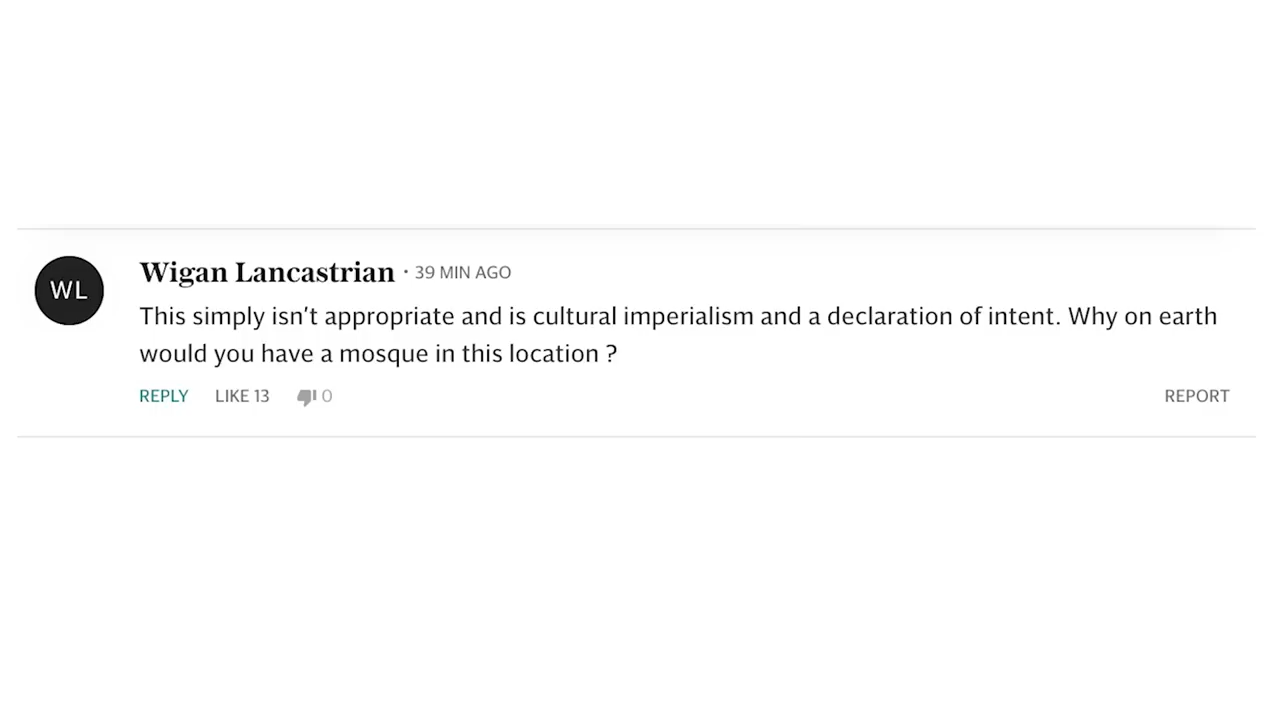 WL
Wigan Lancastrian · 39 MIN AGO
This simply isn't appropriate and is cultural imperialism and a declaration of intent. Why on earth
would you have a mosque in this location ?
REPLY LIKE 13 0 REPORT